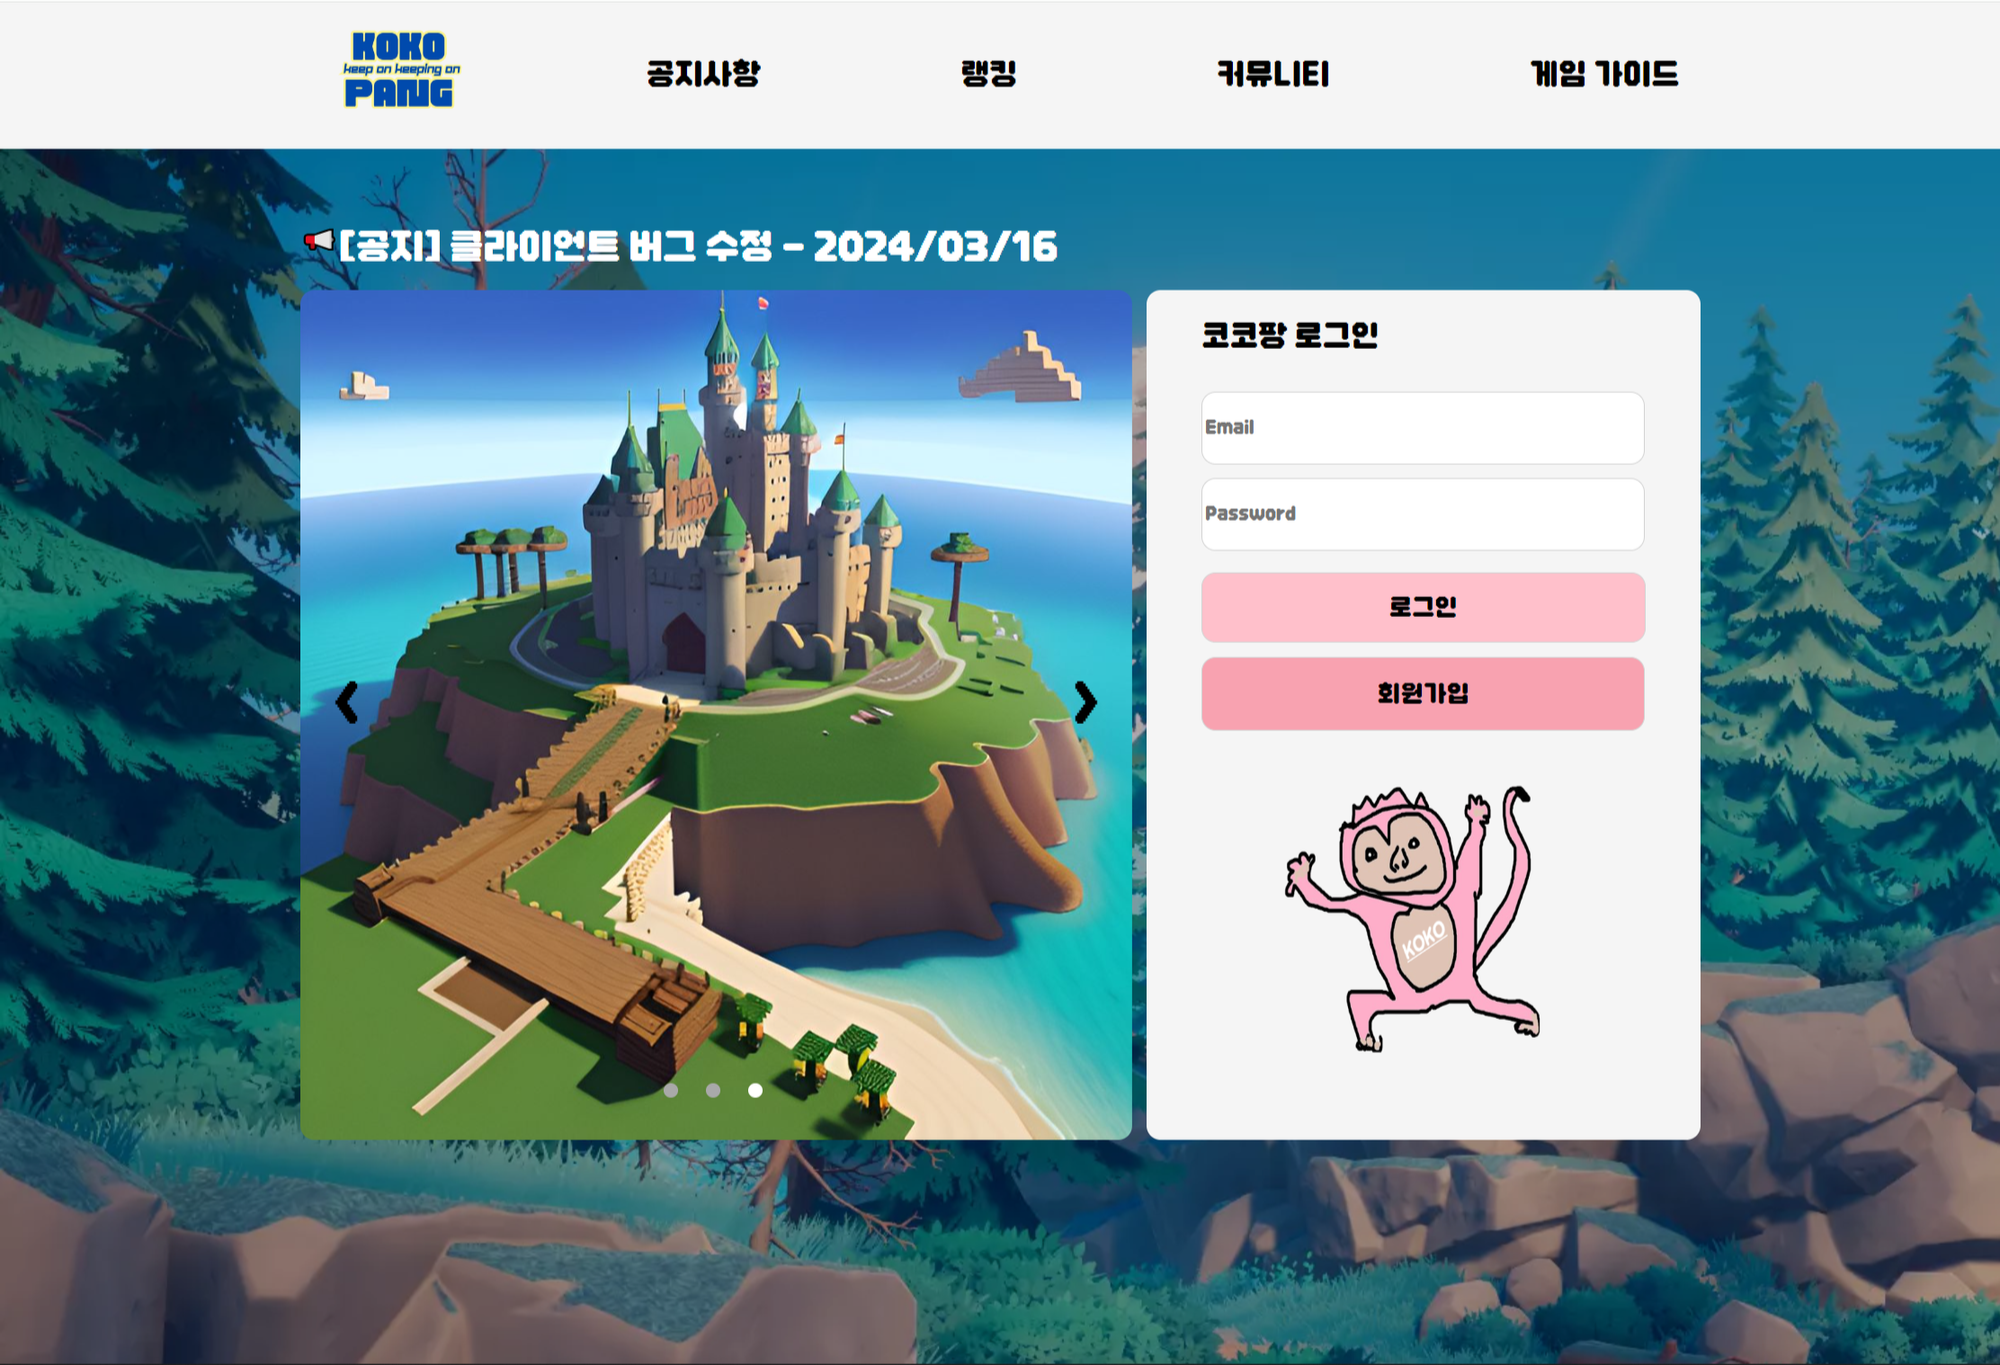 KOKO
keep on keeping on
PANG
공지사항
랭킹
커뮤니티
게임 가이드
[공지] 클라이언트 버그 수정 - 2024/03/16
코코팡 로그인
Email
Password
로그인
회원가입
KOKO